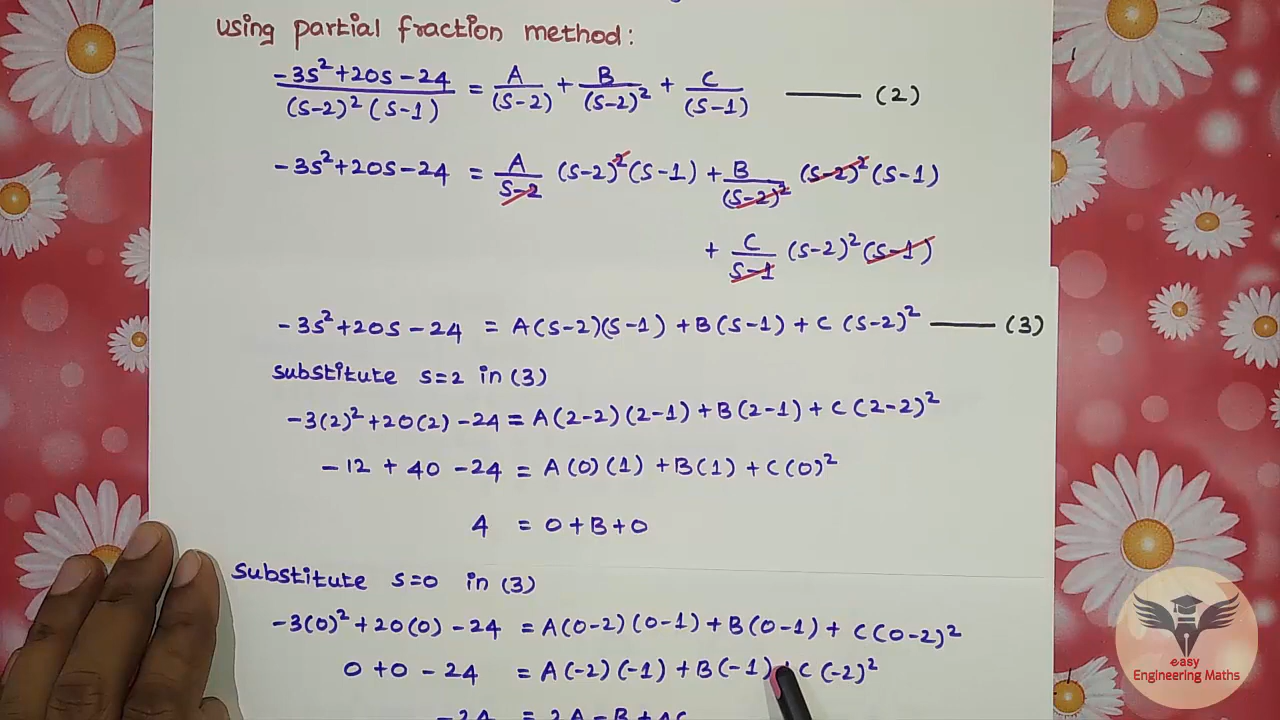 using partial fraction method:
-3s²+20s-24 / (s-2)²(s-1) = A/(s-2) + B/(s-2)² + C/(s-1) —— (2)
-3s²+20s-24 = A/s-2 (s-2)²(s-1) + B/(s-2)² (s-2)²(s-1)
+ C/s-1 (s-2)²(s-1)
-3s²+20s-24 = A(s-2)(s-1) + B(s-1) + C(s-2)² —— (3)
substitute s=2 in (3)
-3(2)²+20(2)-24 = A(2-2)(2-1) + B(2-1) + C(2-2)²
-12 + 40 - 24 = A(0)(1) + B(1) + C(0)²
4 = 0 + B + 0
substitute s=0 in (3)
-3(0)²+20(0)-24 = A(0-2)(0-1) + B(0-1) + C(0-2)²
0 + 0 - 24 = A(-2)(-1) + B(-1) + C(-2)²
-24 = 2A - B + 4C
easy
Engineering Maths